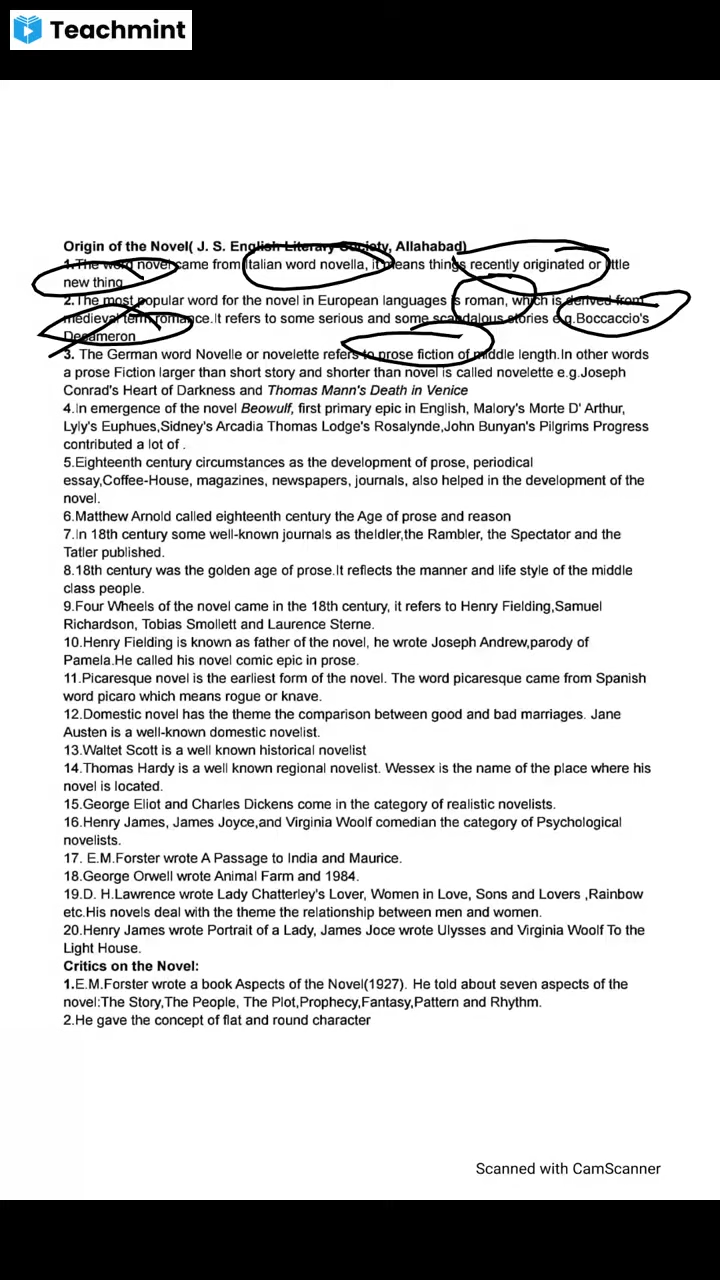 Teachmint
Origin of the Novel( J. S. English Literary Society, Allahabad)
1.The word novel came from Italian word novella, it means things recently originated or little
new thing
2.The most popular word for the novel in European languages is roman, which is derived from
medieval term romance.It refers to some serious and some scandalous stories e.g.Boccaccio's
Decameron
3. The German word Novelle or novelette refers to prose fiction of middle length.In other words
a prose Fiction larger than short story and shorter than novel is called novelette e.g.Joseph
Conrad's Heart of Darkness and Thomas Mann's Death in Venice
4.In emergence of the novel Beowulf, first primary epic in English, Malory's Morte D' Arthur,
Lyly's Euphues,Sidney's Arcadia Thomas Lodge's Rosalynde,John Bunyan's Pilgrims Progress
contributed a lot of .
5.Eighteenth century circumstances as the development of prose, periodical
essay,Coffee-House, magazines, newspapers, journals, also helped in the development of the
novel.
6.Matthew Arnold called eighteenth century the Age of prose and reason
7.In 18th century some well-known journals as theIdler,the Rambler, the Spectator and the
Tatler published.
8.18th century was the golden age of prose.It reflects the manner and life style of the middle
class people.
9.Four Wheels of the novel came in the 18th century, it refers to Henry Fielding,Samuel
Richardson, Tobias Smollett and Laurence Sterne.
10.Henry Fielding is known as father of the novel, he wrote Joseph Andrew,parody of
Pamela.He called his novel comic epic in prose.
11.Picaresque novel is the earliest form of the novel. The word picaresque came from Spanish
word picaro which means rogue or knave.
12.Domestic novel has the theme the comparison between good and bad marriages. Jane
Austen is a well-known domestic novelist.
13.Waltet Scott is a well known historical novelist
14.Thomas Hardy is a well known regional novelist. Wessex is the name of the place where his
novel is located.
15.George Eliot and Charles Dickens come in the category of realistic novelists.
16.Henry James, James Joyce,and Virginia Woolf comedian the category of Psychological
novelists.
17. E.M.Forster wrote A Passage to India and Maurice.
18.George Orwell wrote Animal Farm and 1984.
19.D. H.Lawrence wrote Lady Chatterley's Lover, Women in Love, Sons and Lovers ,Rainbow
etc.His novels deal with the theme the relationship between men and women.
20.Henry James wrote Portrait of a Lady, James Joce wrote Ulysses and Virginia Woolf To the
Light House.
Critics on the Novel:
1.E.M.Forster wrote a book Aspects of the Novel(1927). He told about seven aspects of the
novel:The Story,The People, The Plot,Prophecy,Fantasy,Pattern and Rhythm.
2.He gave the concept of flat and round character
Scanned with CamScanner